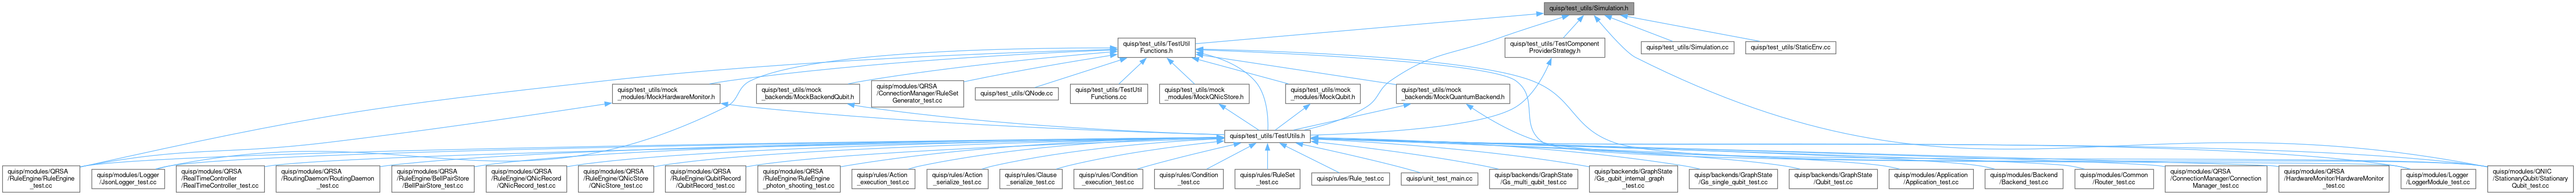 quisp/test_utils/Simulation.h
quisp/test_utils/TestUtil
Functions.h
quisp/test_utils/TestComponent
ProviderStrategy.h
quisp/test_utils/Simulation.cc
quisp/test_utils/StaticEnv.cc
quisp/test_utils/mock
_modules/MockHardwareMonitor.h
quisp/test_utils/mock
_backends/MockBackendQubit.h
quisp/modules/QRSA
/ConnectionManager/RuleSet
Generator_test.cc
quisp/test_utils/QNode.cc
quisp/test_utils/TestUtil
Functions.cc
quisp/test_utils/mock
_modules/MockQNicStore.h
quisp/test_utils/mock
_modules/MockQubit.h
quisp/test_utils/mock
_backends/MockQuantumBackend.h
quisp/test_utils/TestUtils.h
quisp/modules/QRSA
/RuleEngine/RuleEngine
_test.cc
quisp/modules/Logger
/JsonLogger_test.cc
quisp/modules/QRSA
/RealTimeController
/RealTimeController_test.cc
quisp/modules/QRSA
/RoutingDaemon/RoutingDaemon
_test.cc
quisp/modules/QRSA
/RuleEngine/BellPairStore
/BellPairStore_test.cc
quisp/modules/QRSA
/RuleEngine/QNicRecord
/QNicRecord_test.cc
quisp/modules/QRSA
/RuleEngine/QNicStore
/QNicStore_test.cc
quisp/modules/QRSA
/RuleEngine/QubitRecord
/QubitRecord_test.cc
quisp/modules/QRSA
/RuleEngine/RuleEngine
_photon_shooting_test.cc
quisp/rules/Action
_execution_test.cc
quisp/rules/Action
_serialize_test.cc
quisp/rules/Clause
_serialize_test.cc
quisp/rules/Condition
_execution_test.cc
quisp/rules/Condition
_test.cc
quisp/rules/RuleSet
_test.cc
quisp/rules/Rule_test.cc
quisp/unit_test_main.cc
quisp/backends/GraphState
/Gs_multi_qubit_test.cc
quisp/backends/GraphState
/Gs_qubit_internal_graph
_test.cc
quisp/backends/GraphState
/Gs_single_qubit_test.cc
quisp/backends/GraphState
/Qubit_test.cc
quisp/modules/Application
/Application_test.cc
quisp/modules/Backend
/Backend_test.cc
quisp/modules/Common
/Router_test.cc
quisp/modules/QRSA
/ConnectionManager/Connection
Manager_test.cc
quisp/modules/QRSA
/HardwareMonitor/HardwareMonitor
_test.cc
quisp/modules/Logger
/LoggerModule_test.cc
quisp/modules/QNIC
/StationaryQubit/Stationary
Qubit_test.cc